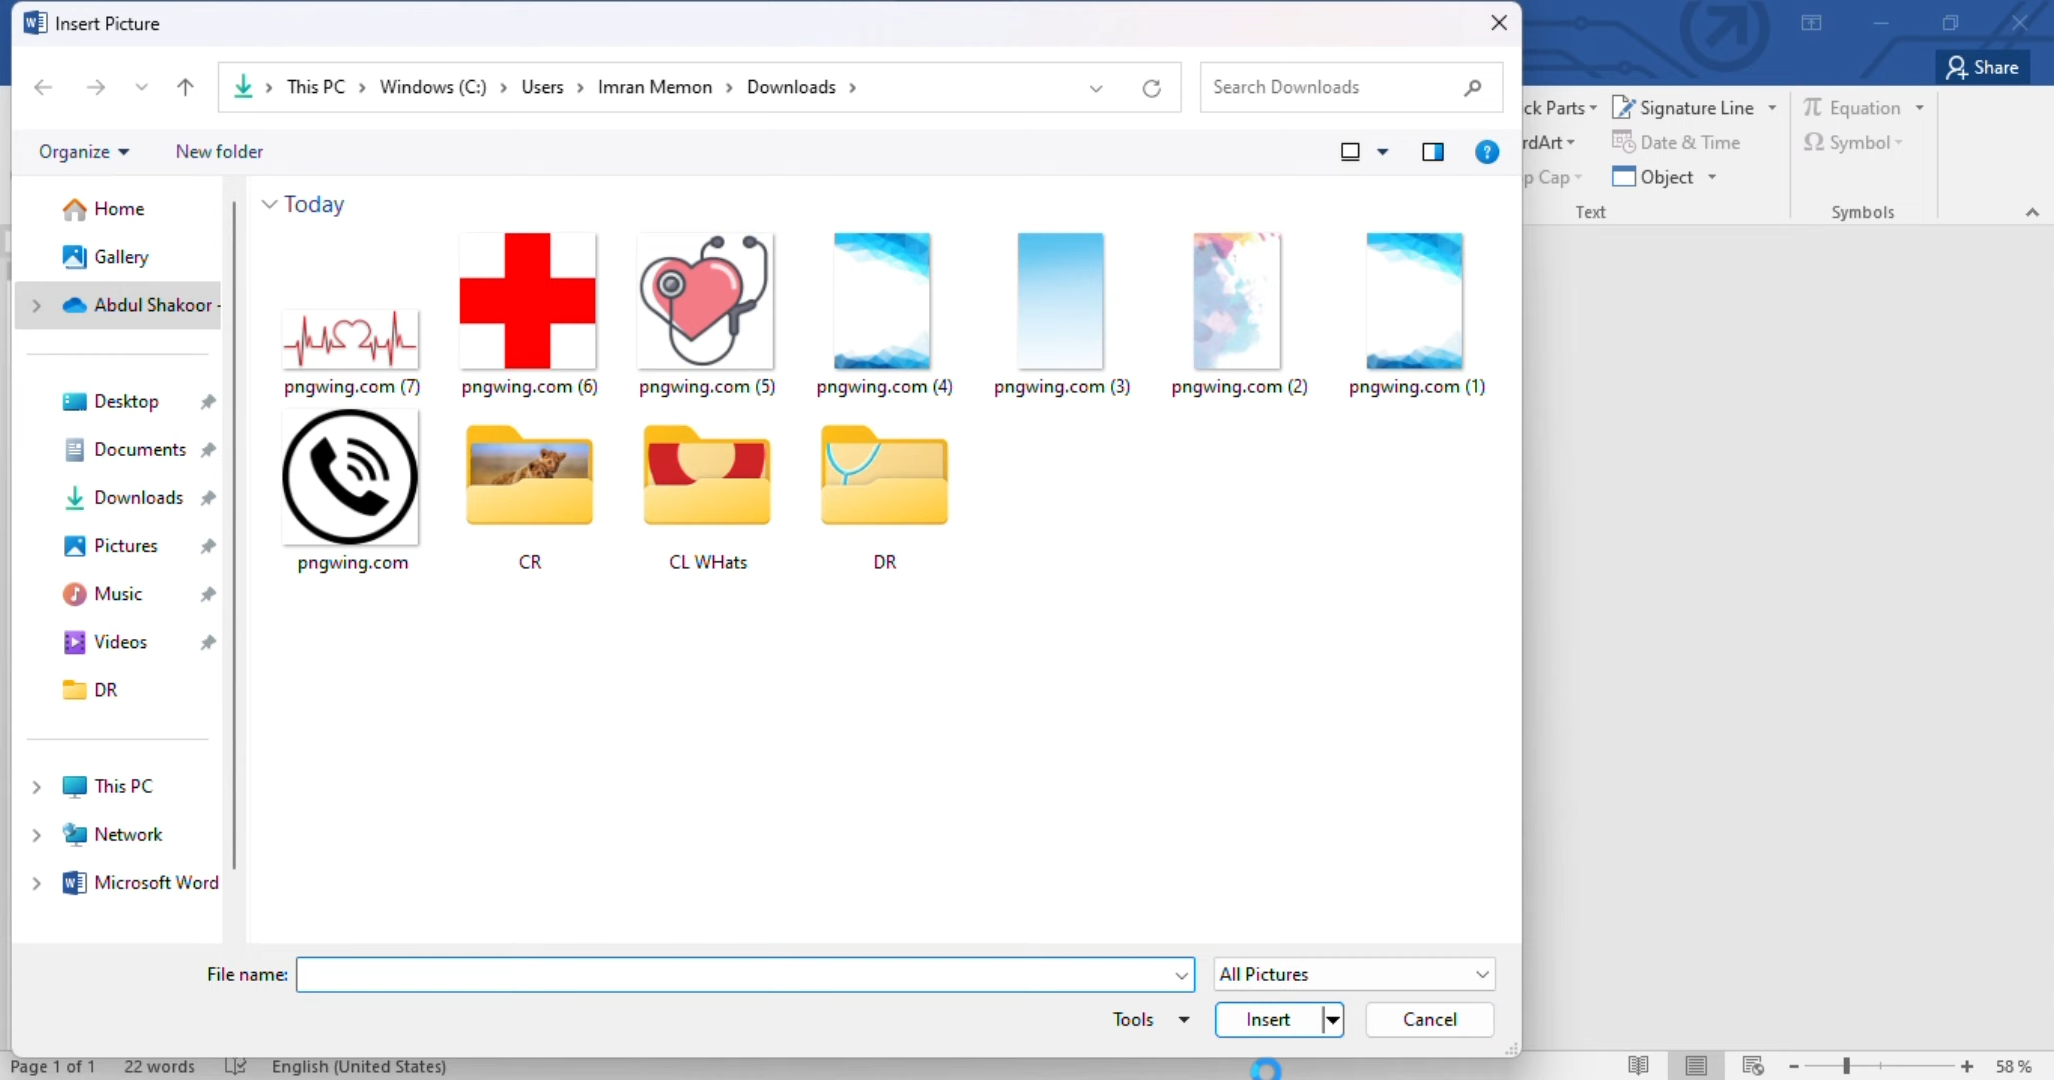 Insert Picture
Share
This PC
Windows (C:)
Users
Imran Memon
Downloads
Search Downloads
ck Parts
Signature Line
Equation
rdArt
Date & Time
Symbol
p Cap
Object
Text
Symbols
Organize
New folder
Home
Gallery
Abdul Shakoor -
Desktop
Documents
Downloads
Pictures
Music
Videos
DR
This PC
Network
Microsoft Word
Today
pngwing.com (7)
pngwing.com (6)
pngwing.com (5)
pngwing.com (4)
pngwing.com (3)
pngwing.com (2)
pngwing.com (1)
pngwing.com
CR
CL WHats
DR
File name:
All Pictures
Tools
Insert
Cancel
Page 1 of 1
22 words
English (United States)
58 %